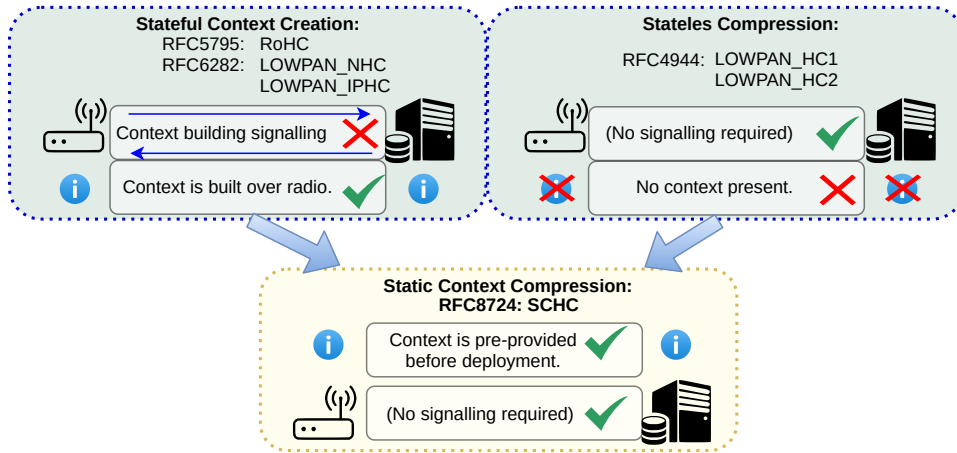 Stateful Context Creation:
RFC5795: RoHC
RFC6282: LOWPAN_NHC
LOWPAN_IPHC
Context building signalling
Context is built over radio.
Stateles Compression:
RFC4944: LOWPAN_HC1
LOWPAN_HC2
(No signalling required)
No context present.
Static Context Compression:
RFC8724: SCHC
Context is pre-provided
before deployment.
(No signalling required)